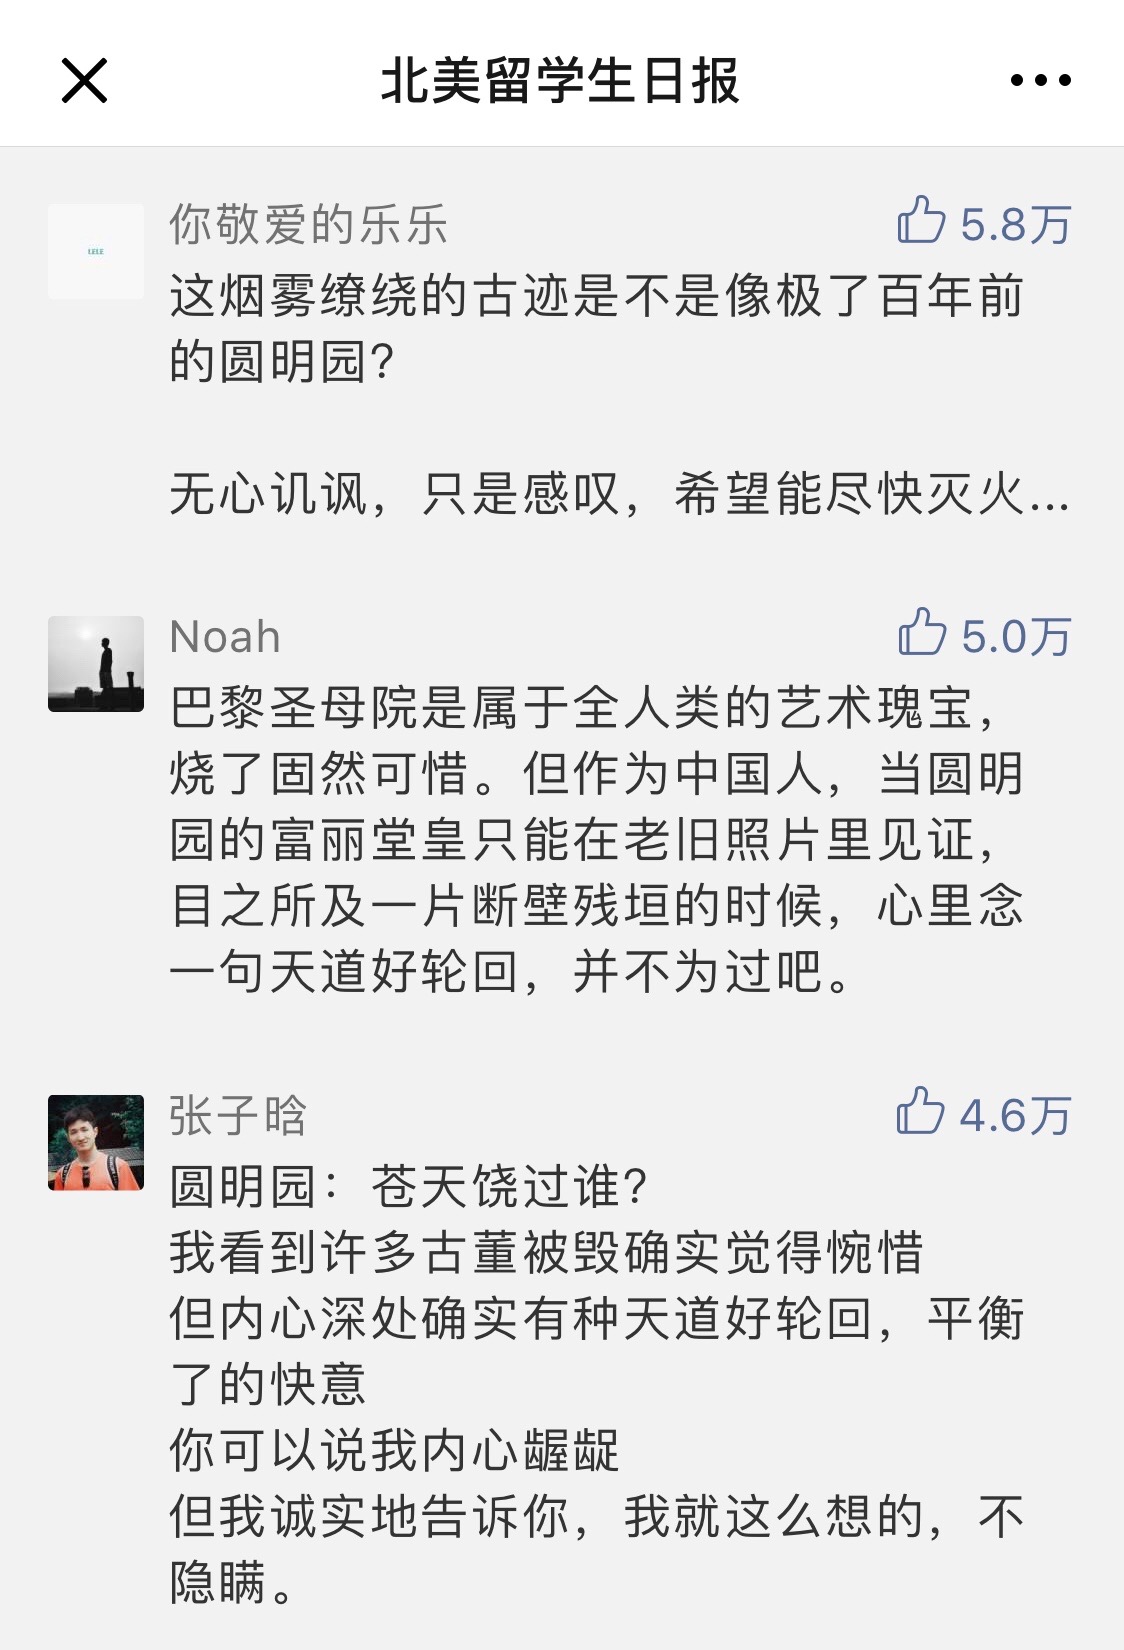 北美留学生日报
LELE
你敬爱的乐乐
5.8万
这烟雾缭绕的古迹是不是像极了百年前
的圆明园?
无心讥讽，只是感叹，希望能尽快灭火...
Noah
5.0万
巴黎圣母院是属于全人类的艺术瑰宝，
烧了固然可惜。但作为中国人，当圆明
园的富丽堂皇只能在老旧照片里见证，
目之所及一片断壁残垣的时候，心里念
一句天道好轮回，并不为过吧。
张子晗
4.6万
圆明园：苍天饶过谁?
我看到许多古董被毁确实觉得惋惜
但内心深处确实有种天道好轮回，平衡
了的快意
你可以说我内心龌龊
但我诚实地告诉你，我就这么想的，不
隐瞒。